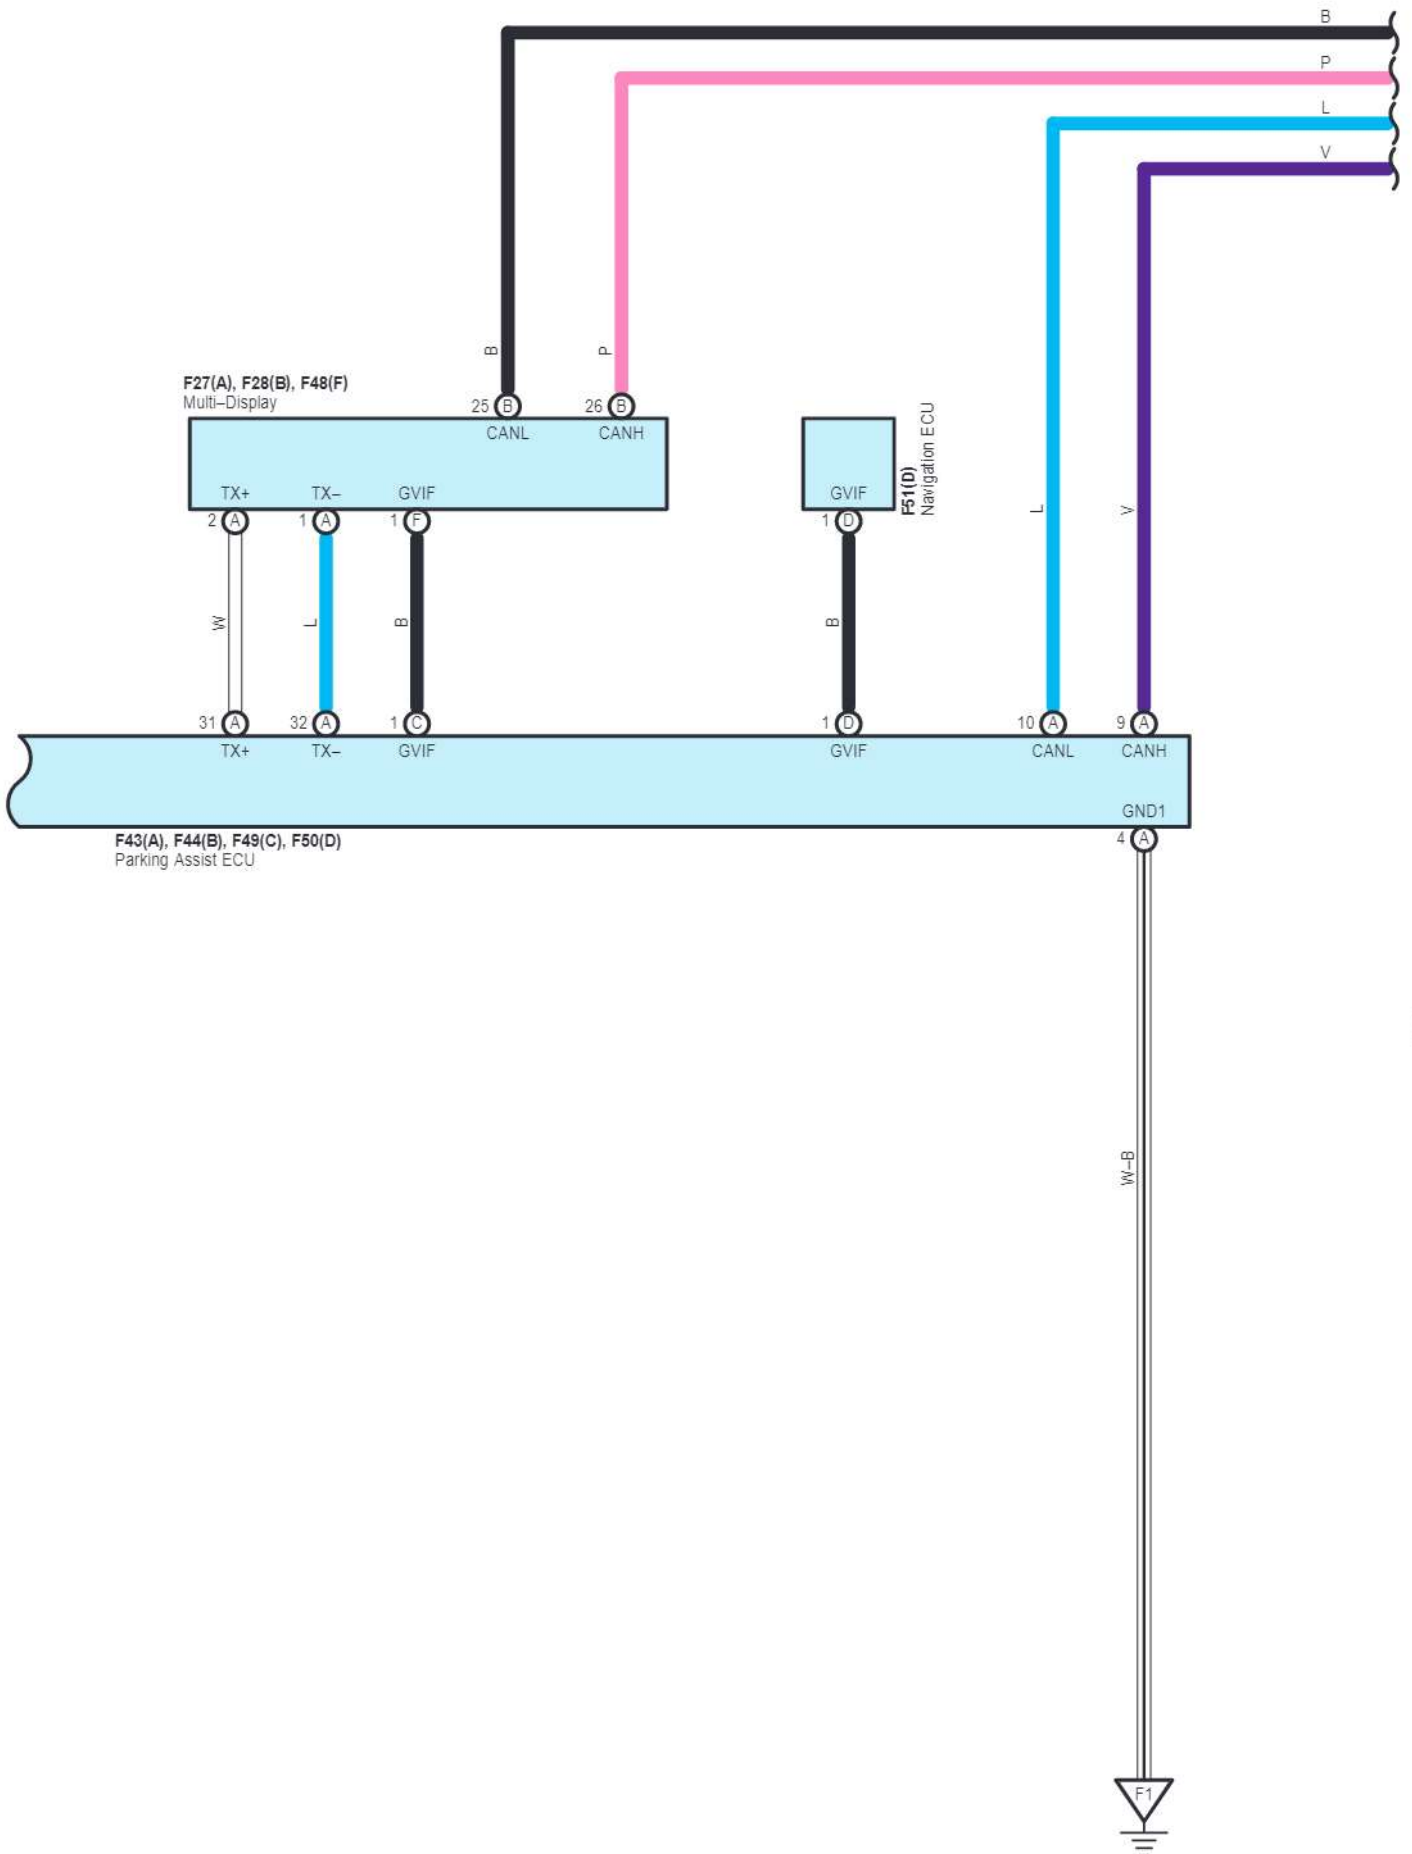 B
P
L
V
B
P
F27(A), F28(B), F48(F)
Multi–Display
25 B
26 B
CANL
CANH
TX+
TX–
GVIF
2 A
1 A
1 F
GVIF
1 D
F51(D)
Navigation ECU
L
V
W
L
B
B
31 A
32 A
1 C
1 D
10 A
9 A
TX+
TX–
GVIF
GVIF
CANL
CANH
GND1
4 A
F43(A), F44(B), F49(C), F50(D)
Parking Assist ECU
W–B
F1